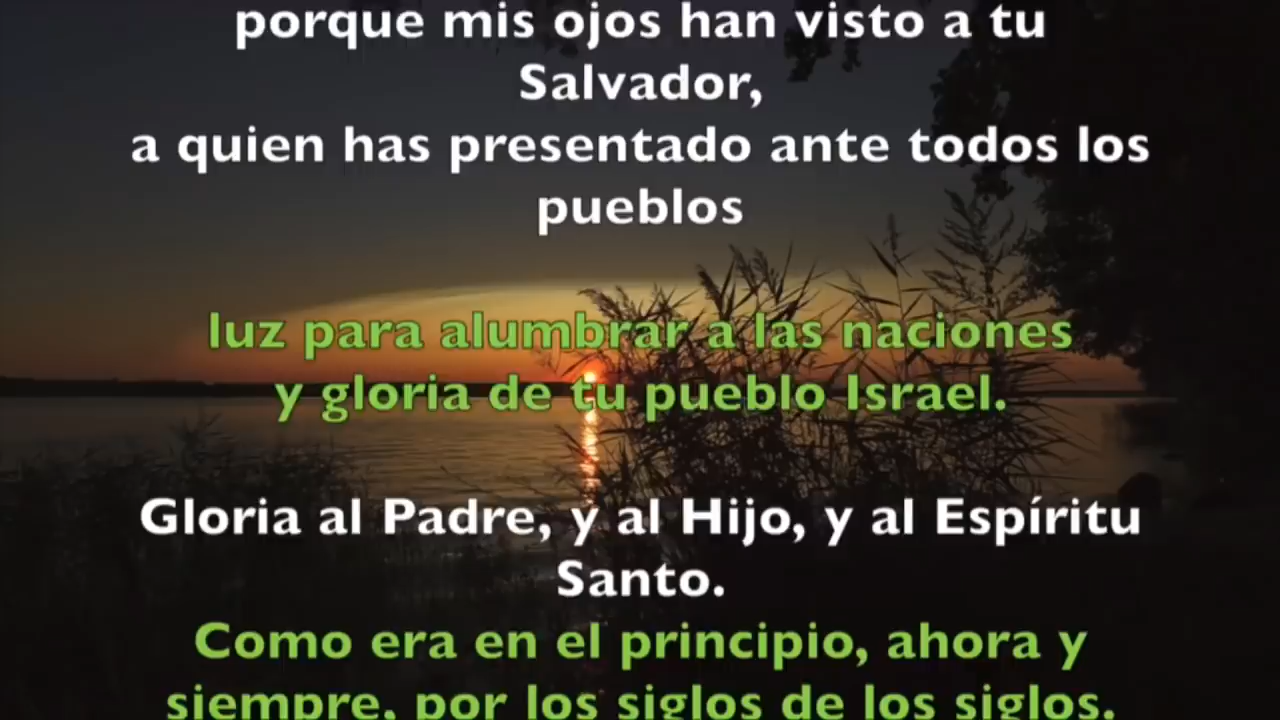 porque mis ojos han visto a tu
Salvador,
a quien has presentado ante todos los
pueblos
luz para alumbrar a las naciones
y gloria de tu pueblo Israel.
Gloria al Padre, y al Hijo, y al Espíritu
Santo.
Como era en el principio, ahora y
siempre, por los siglos de los siglos.